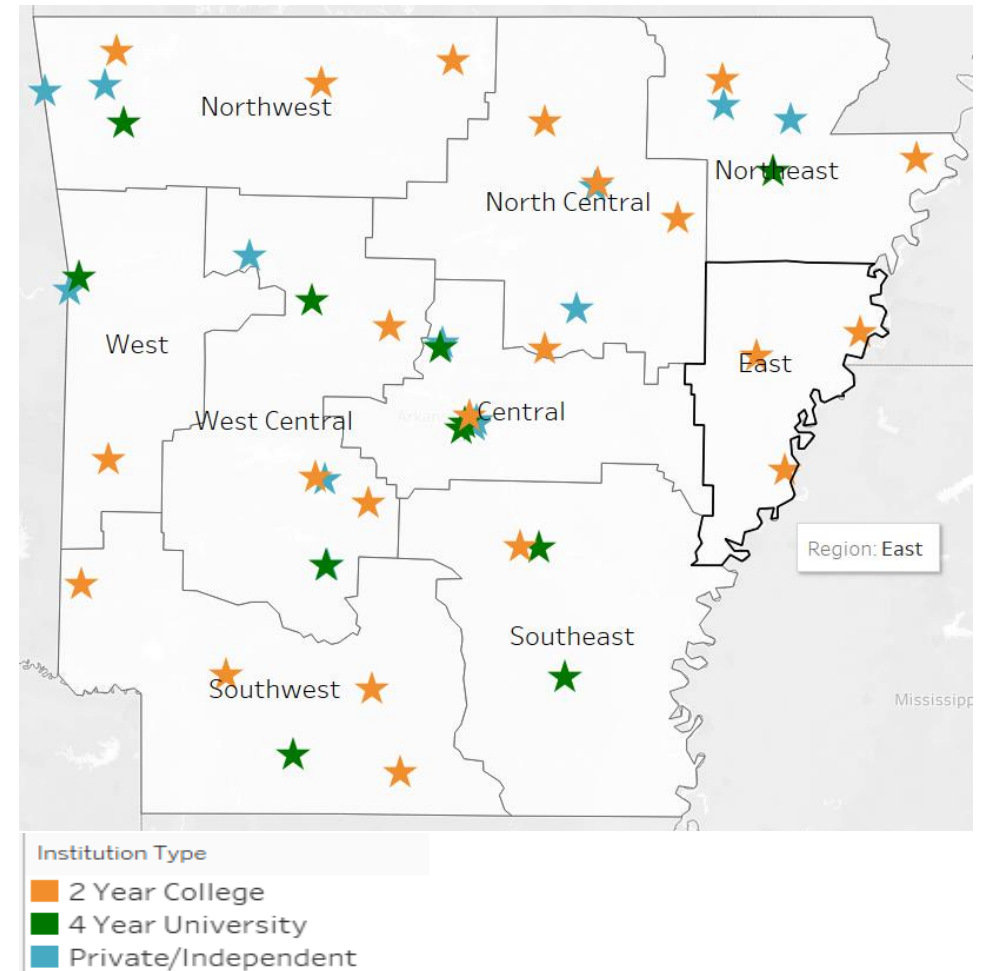 Northwest
Northeast
North Central
West
East
West Central
Central
Region: East
Southeast
Southwest
Mississipp
Institution Type
2 Year College
4 Year University
Private/Independent